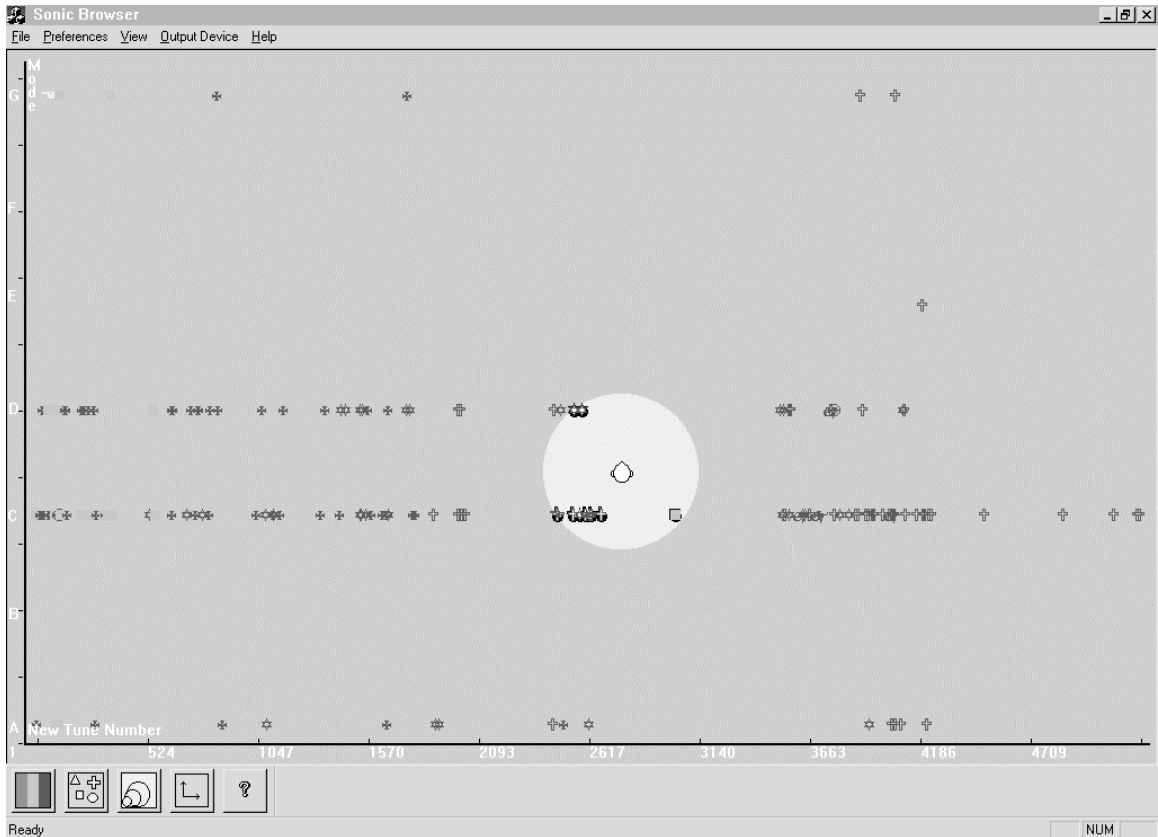 Sonic Browser
File Preferences View Output Device Help
Mode
G
F
E
D
C
B
A
New Tune Number
1 524 1047 1570 2093 2617 3140 3663 4186 4709
?
Ready
NUM